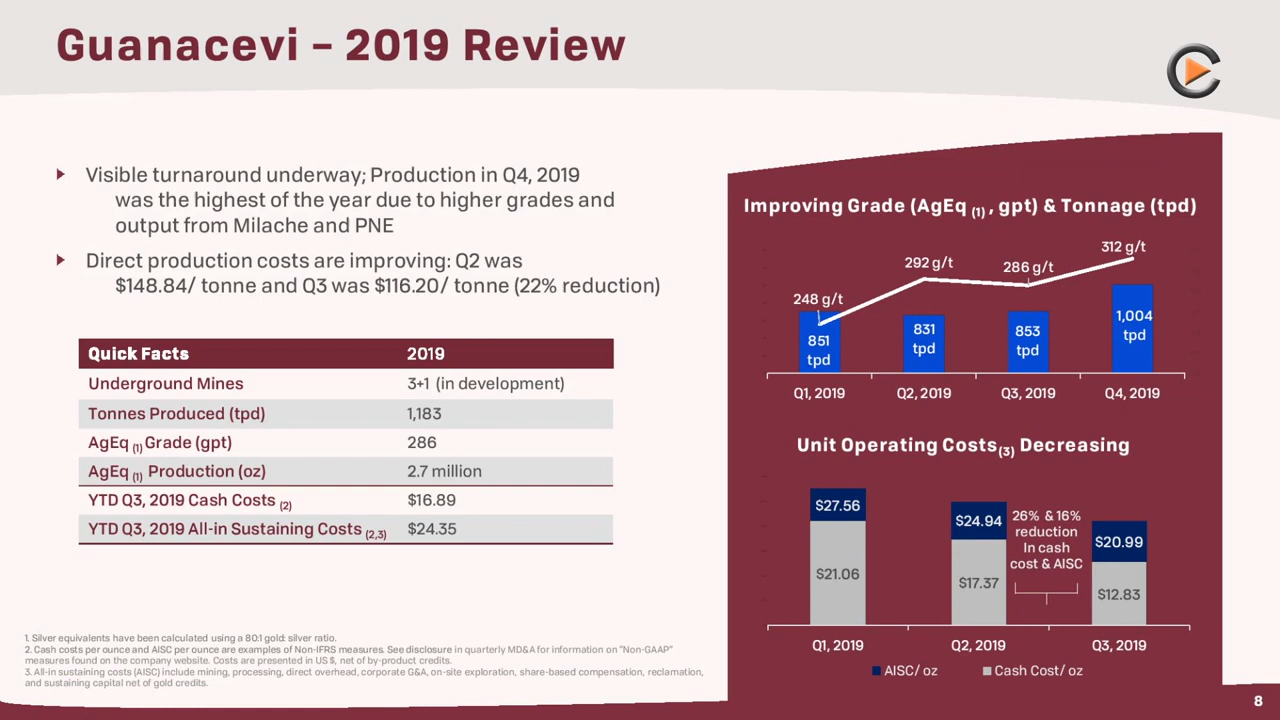 Guanacevi – 2019 Review
Visible turnaround underway; Production in Q4, 2019
was the highest of the year due to higher grades and
output from Milache and PNE
Direct production costs are improving: Q2 was
$148.84/ tonne and Q3 was $116.20/ tonne (22% reduction)
Quick Facts 2019
Underground Mines 3+1 (in development)
Tonnes Produced (tpd) 1,183
AgEq (1) Grade (gpt) 286
AgEq (1) Production (oz) 2.7 million
YTD Q3, 2019 Cash Costs (2) $16.89
YTD Q3, 2019 All-in Sustaining Costs (2,3) $24.35
1. Silver equivalents have been calculated using a 80:1 gold: silver ratio.
2. Cash costs per ounce and AISC per ounce are examples of Non-IFRS measures. See disclosure in quarterly MD&A for information on "Non-GAAP"
measures found on the company website. Costs are presented in US $, net of by-product credits.
3. All-in sustaining costs (AISC) include mining, processing, direct overhead, corporate G&A, on-site exploration, share-based compensation, reclamation,
and sustaining capital net of gold credits.
Improving Grade (AgEq (1) , gpt) & Tonnage (tpd)
248 g/t
292 g/t
286 g/t
312 g/t
851
tpd
831
tpd
853
tpd
1,004
tpd
Q1, 2019 Q2, 2019 Q3, 2019 Q4, 2019
Unit Operating Costs(3) Decreasing
$27.56
$24.94
$20.99
26% & 16%
reduction
In cash
cost & AISC
$21.06
$17.37
$12.83
Q1, 2019 Q2, 2019 Q3, 2019
AISC/ oz Cash Cost/ oz
8